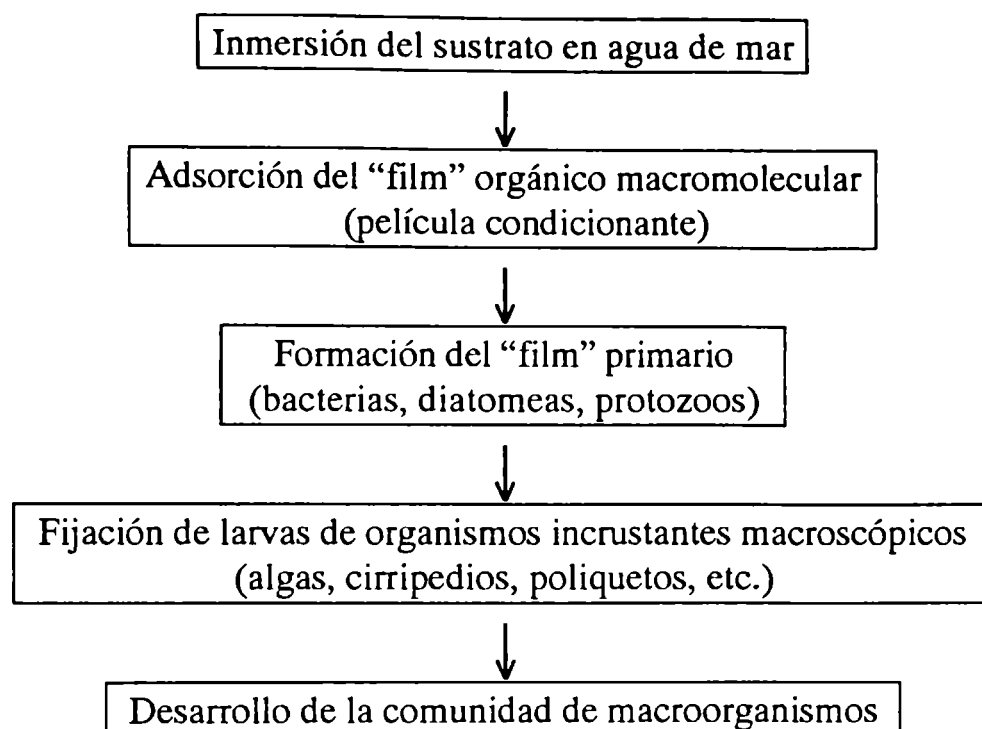 Inmersión del sustrato en agua de mar
Adsorción del “film” orgánico macromolecular
(película condicionante)
Formación del “film” primario
(bacterias, diatomeas, protozoos)
Fijación de larvas de organismos incrustantes macroscópicos
(algas, cirripedios, poliquetos, etc.)
Desarrollo de la comunidad de macroorganismos